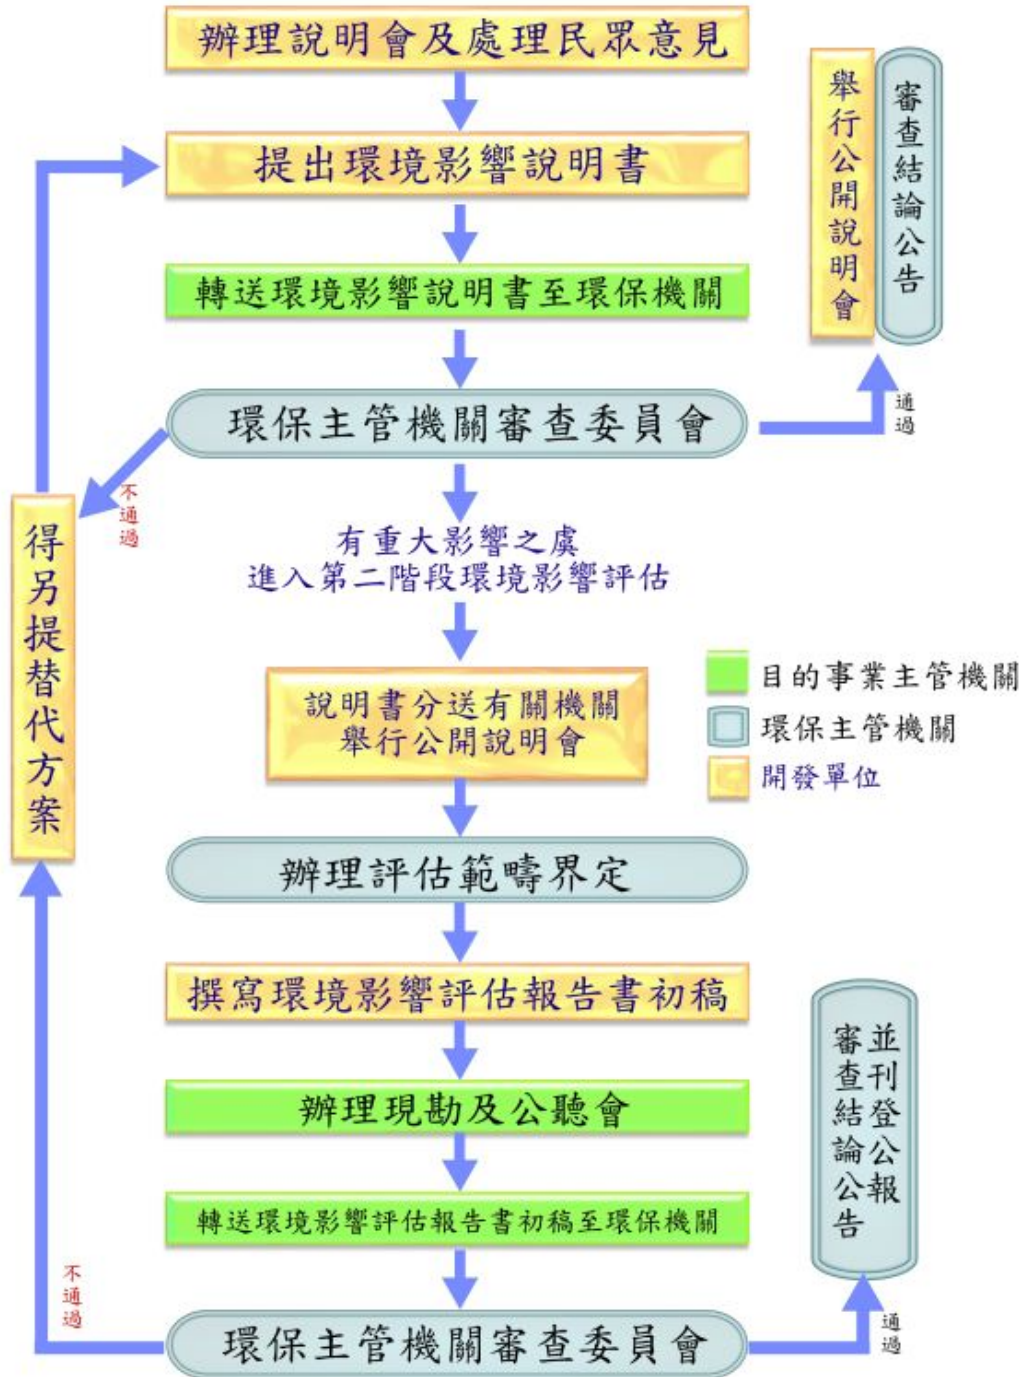 辦理說明會及處理民眾意見
提出環境影響說明書
轉送環境影響說明書至環保機關
環保主管機關審查委員會
通過
舉行公開說明會
審查結論公告
不通過
得另提替代方案
有重大影響之虞
進入第二階段環境影響評估
說明書分送有關機關
舉行公開說明會
目的事業主管機關
環保主管機關
開發單位
辦理評估範疇界定
撰寫環境影響評估報告書初稿
辦理現勘及公聽會
轉送環境影響評估報告書初稿至環保機關
環保主管機關審查委員會
不通過
通過
審查結論公告
並刊登公報